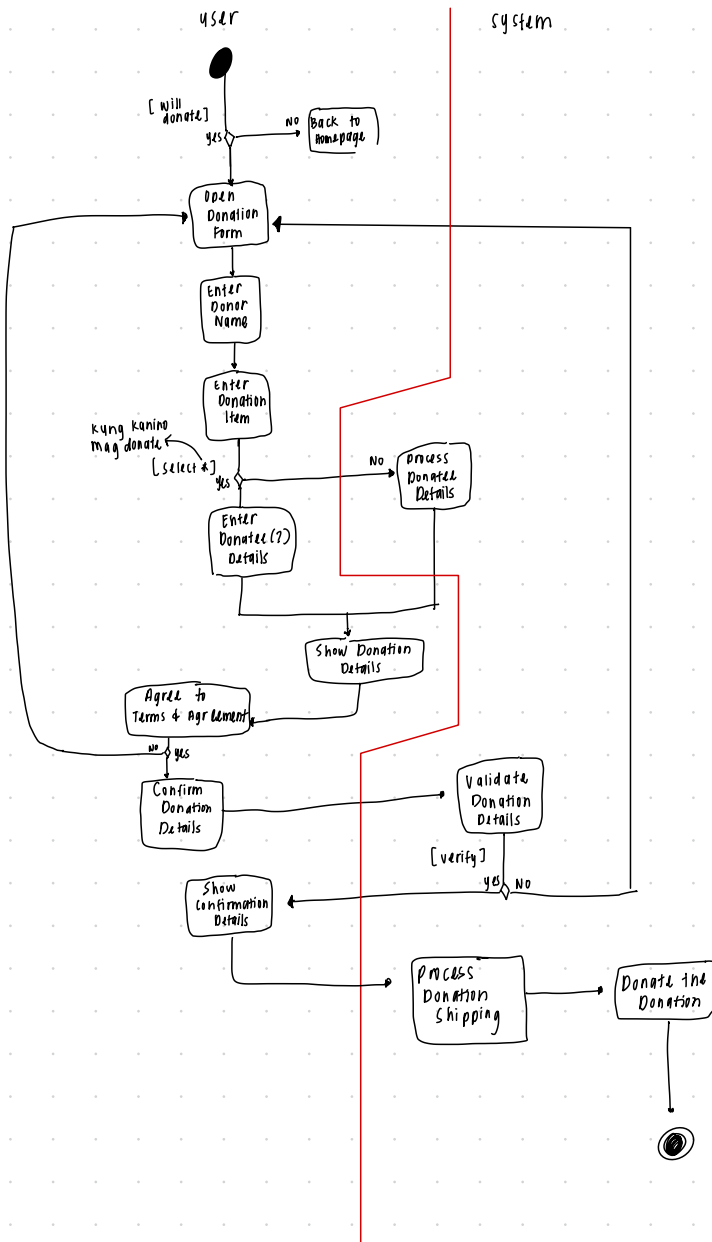 user
system
[will
donate]
yes
NO
Back to
Homepage
Open
Donation
Form
Enter
Donor
Name
Enter
Donation
Item
kung kanino
mag donate
[select *]
yes
NO
Process
Donatee
Details
Enter
Donatee(?)
Details
Show Donation
Details
Agree to
Terms & Agreement
NO
yes
Confirm
Donation
Details
Validate
Donation
Details
[verify]
yes
NO
Show
Confirmation
Details
Process
Donation
Shipping
Donate the
Donation